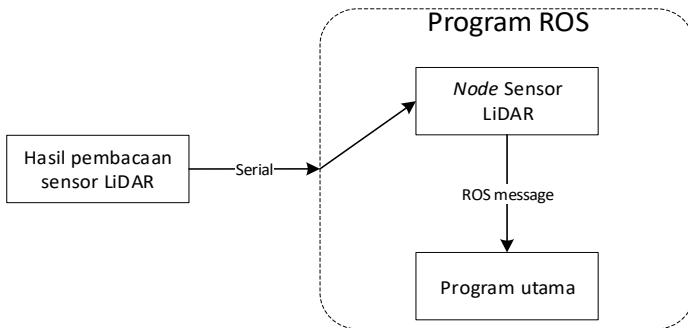 Program ROS
Node Sensor
LiDAR
Hasil pembacaan
sensor LiDAR
Serial
ROS message
Program utama